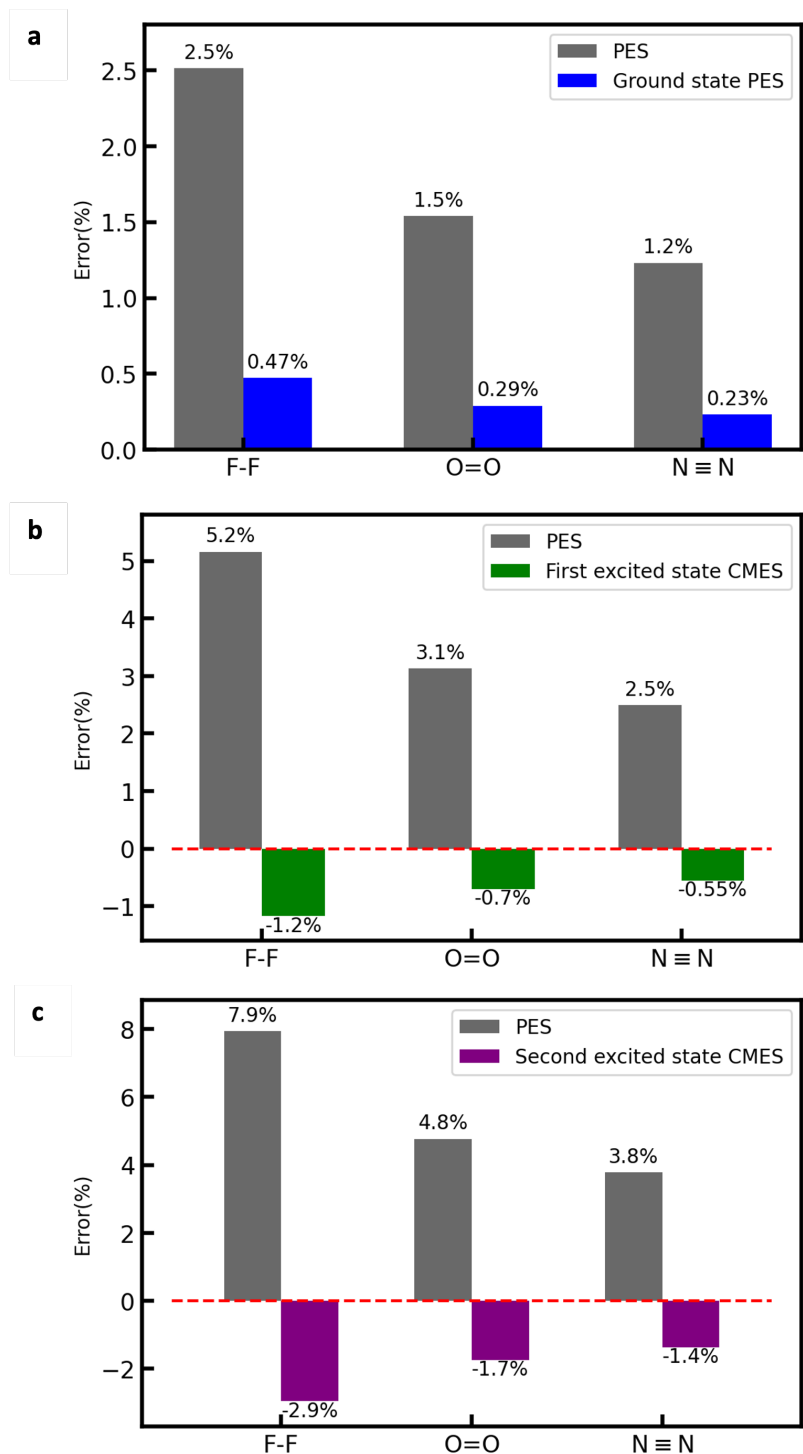 a
PES
Ground state PES
2.5%
0.47%
1.5%
0.29%
1.2%
0.23%
Error(%)
2.5
2.0
1.5
1.0
0.5
0.0
F-F
O=O
N ≡ N
b
PES
First excited state CMES
5.2%
-1.2%
3.1%
-0.7%
2.5%
-0.55%
Error(%)
5
4
3
2
1
0
−1
F-F
O=O
N ≡ N
c
PES
Second excited state CMES
7.9%
-2.9%
4.8%
-1.7%
3.8%
-1.4%
Error(%)
8
6
4
2
0
−2
F-F
O=O
N ≡ N